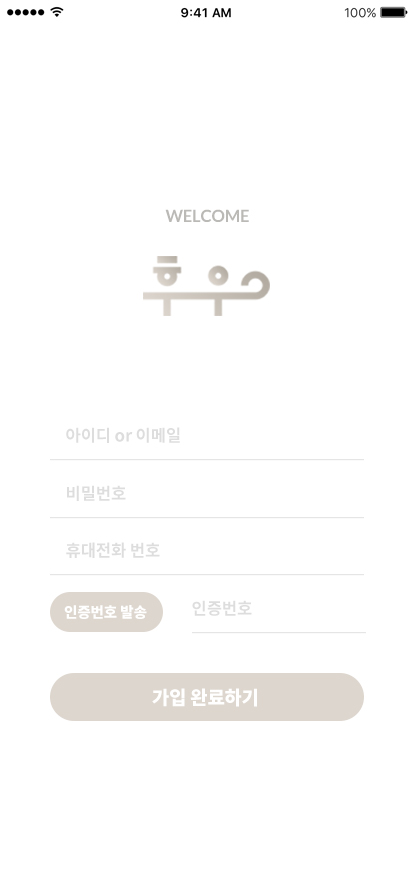 9:41 AM
100%
WELCOME
아이디 or 이메일
비밀번호
휴대전화 번호
인증번호 발송
인증번호
가입 완료하기